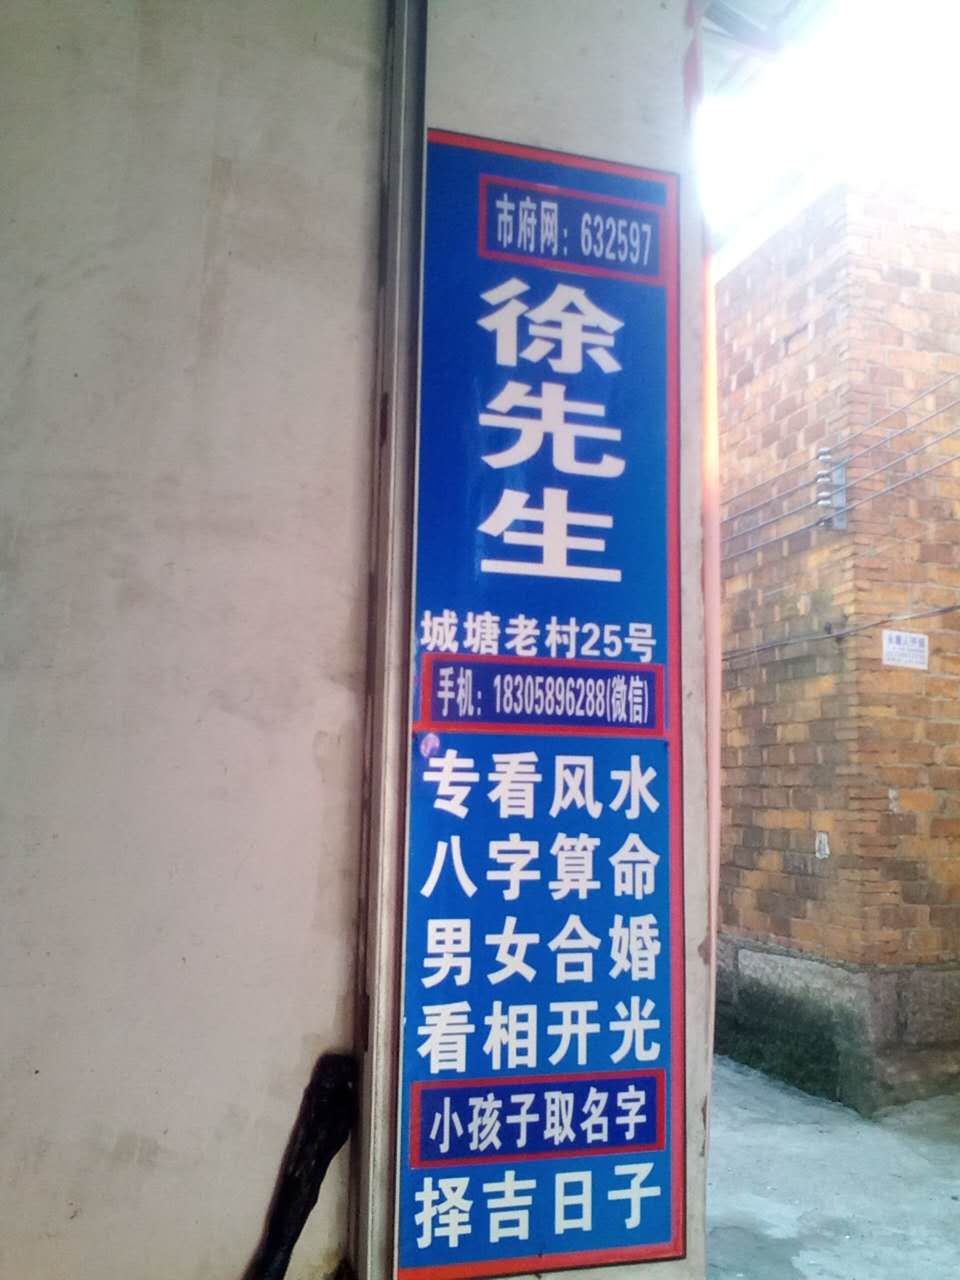 市府网：632597
徐先生
城塘老村25号
手机：18305896288(微信)
专看风水
八字算命
男女合婚
看相开光
小孩子取名字
择吉日子